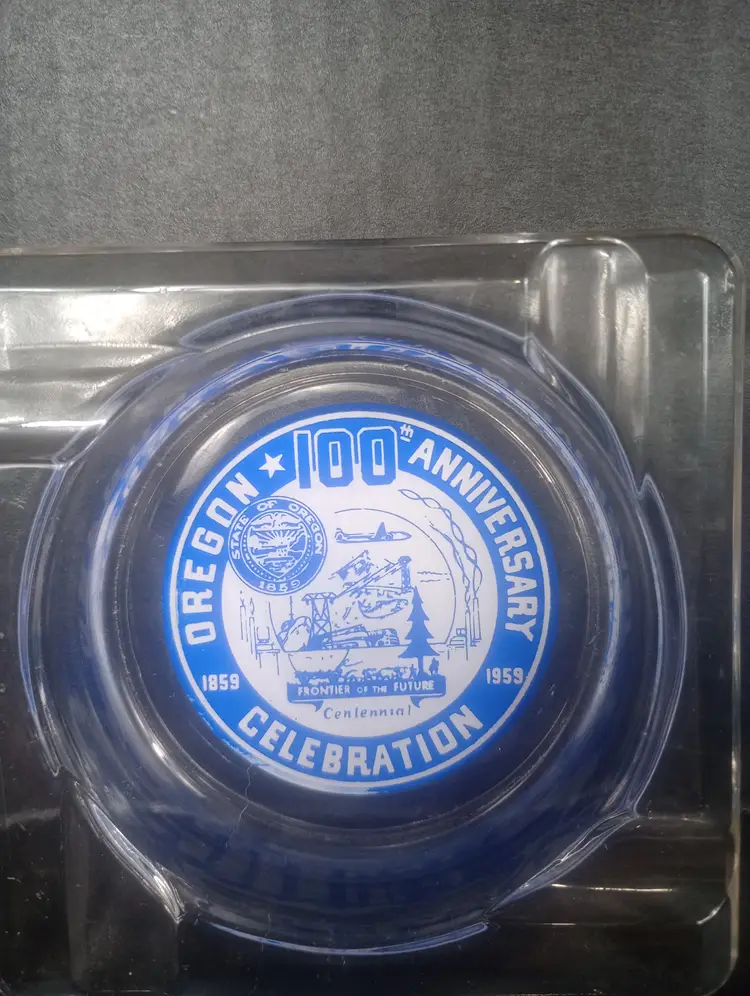 OREGON ★ 100th ANNIVERSARY
STATE OF OREGON
1859
1859
1959
FRONTIER OF THE FUTURE
Centennial
CELEBRATION